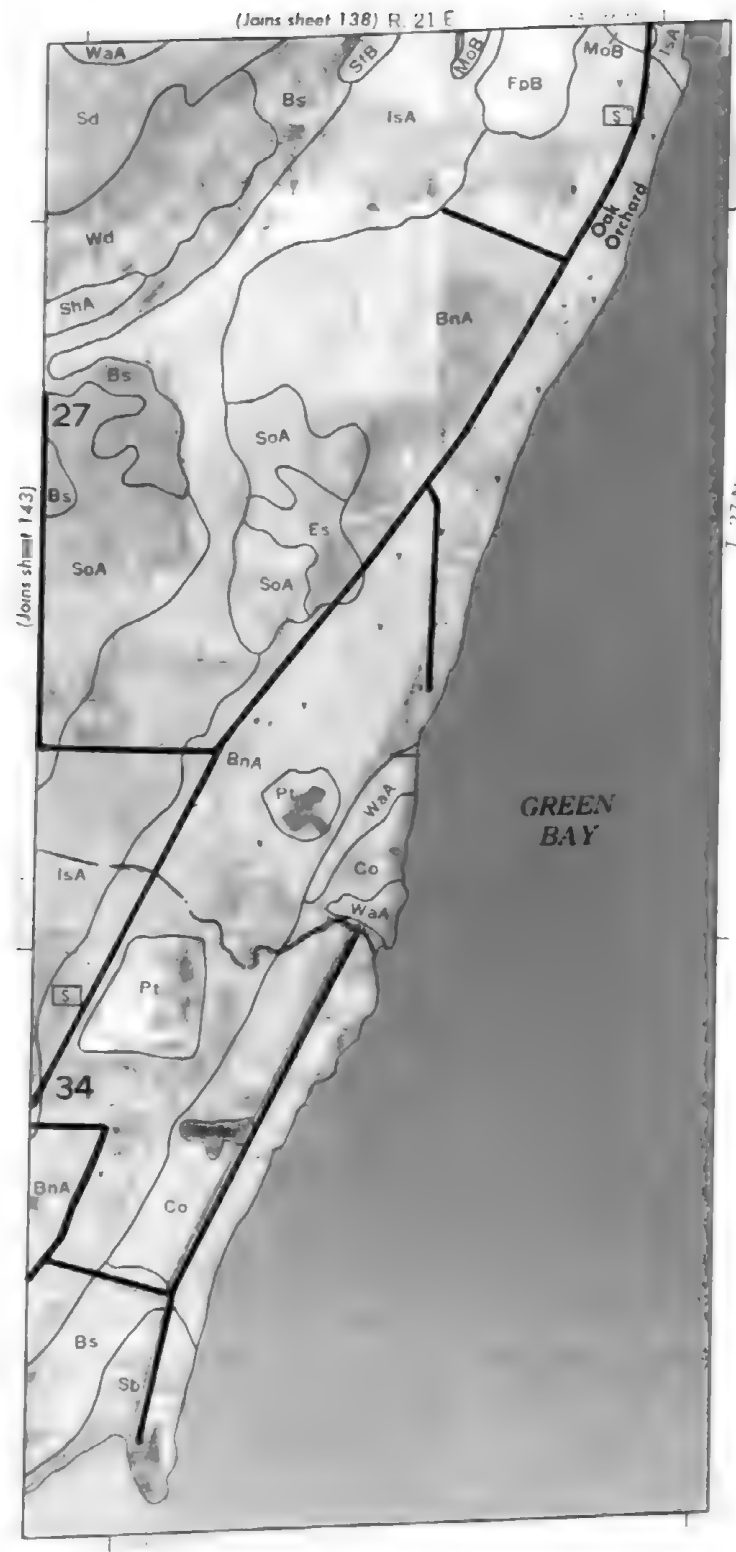 (Joins sheet 138) R. 21 E
WaA
StB
MoB
FpB
MoB
IsA
Bs
Sd
IsA
S
Oak
Orchard
Wd
ShA
BnA
Bs
27
SoA
Bs
Es
(Joins sheet 143)
SoA
SoA
BnA
Pt
WaA
GREEN
BAY
Co
IsA
WaA
Pt
S
34
BnA
Co
Bs
Sb